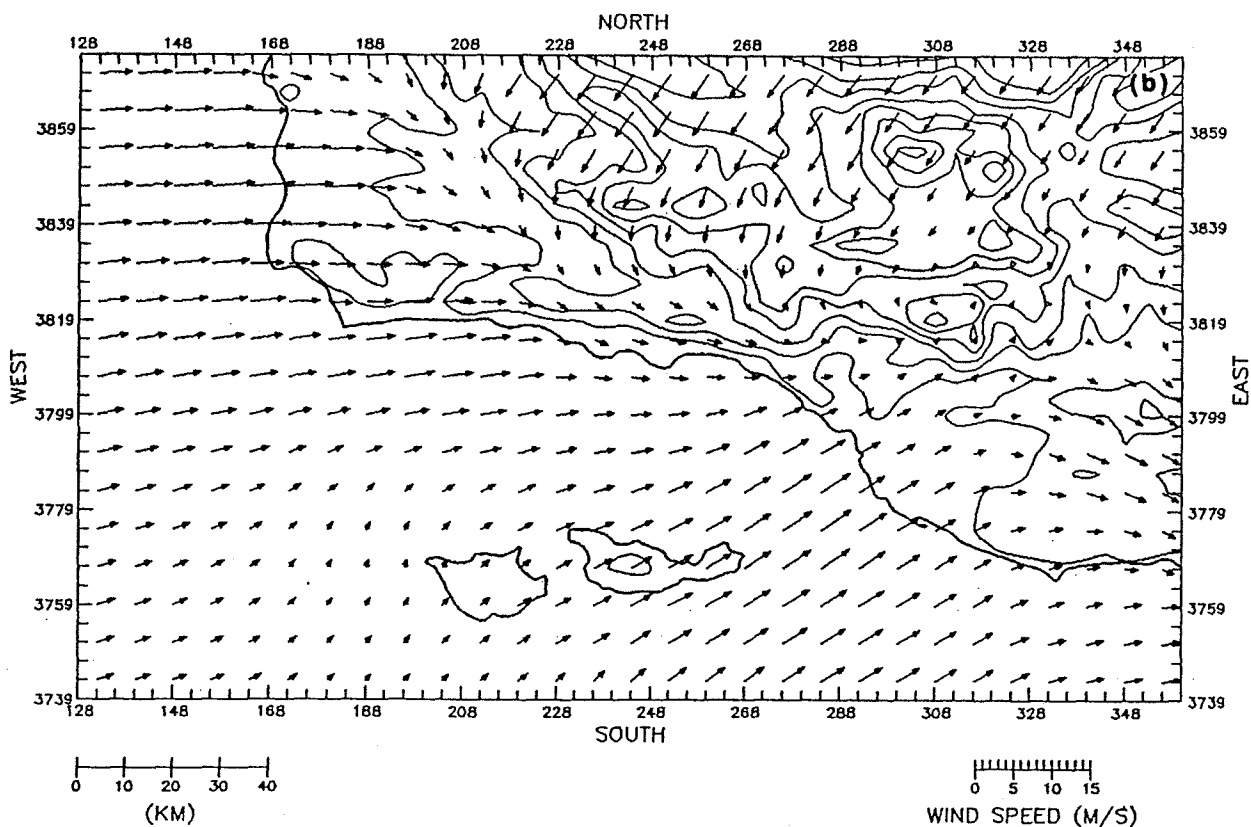 NORTH
128 148 168 188 208 228 248 268 288 308 328 348
(b)
3859 3859
3839 3839
3819 3819
WEST
EAST
3799 3799
3779 3779
3759 3759
3739 3739
128 148 168 188 208 228 248 268 288 308 328 348
SOUTH
0 10 20 30 40
(KM)
0 5 10 15
WIND SPEED (M/S)